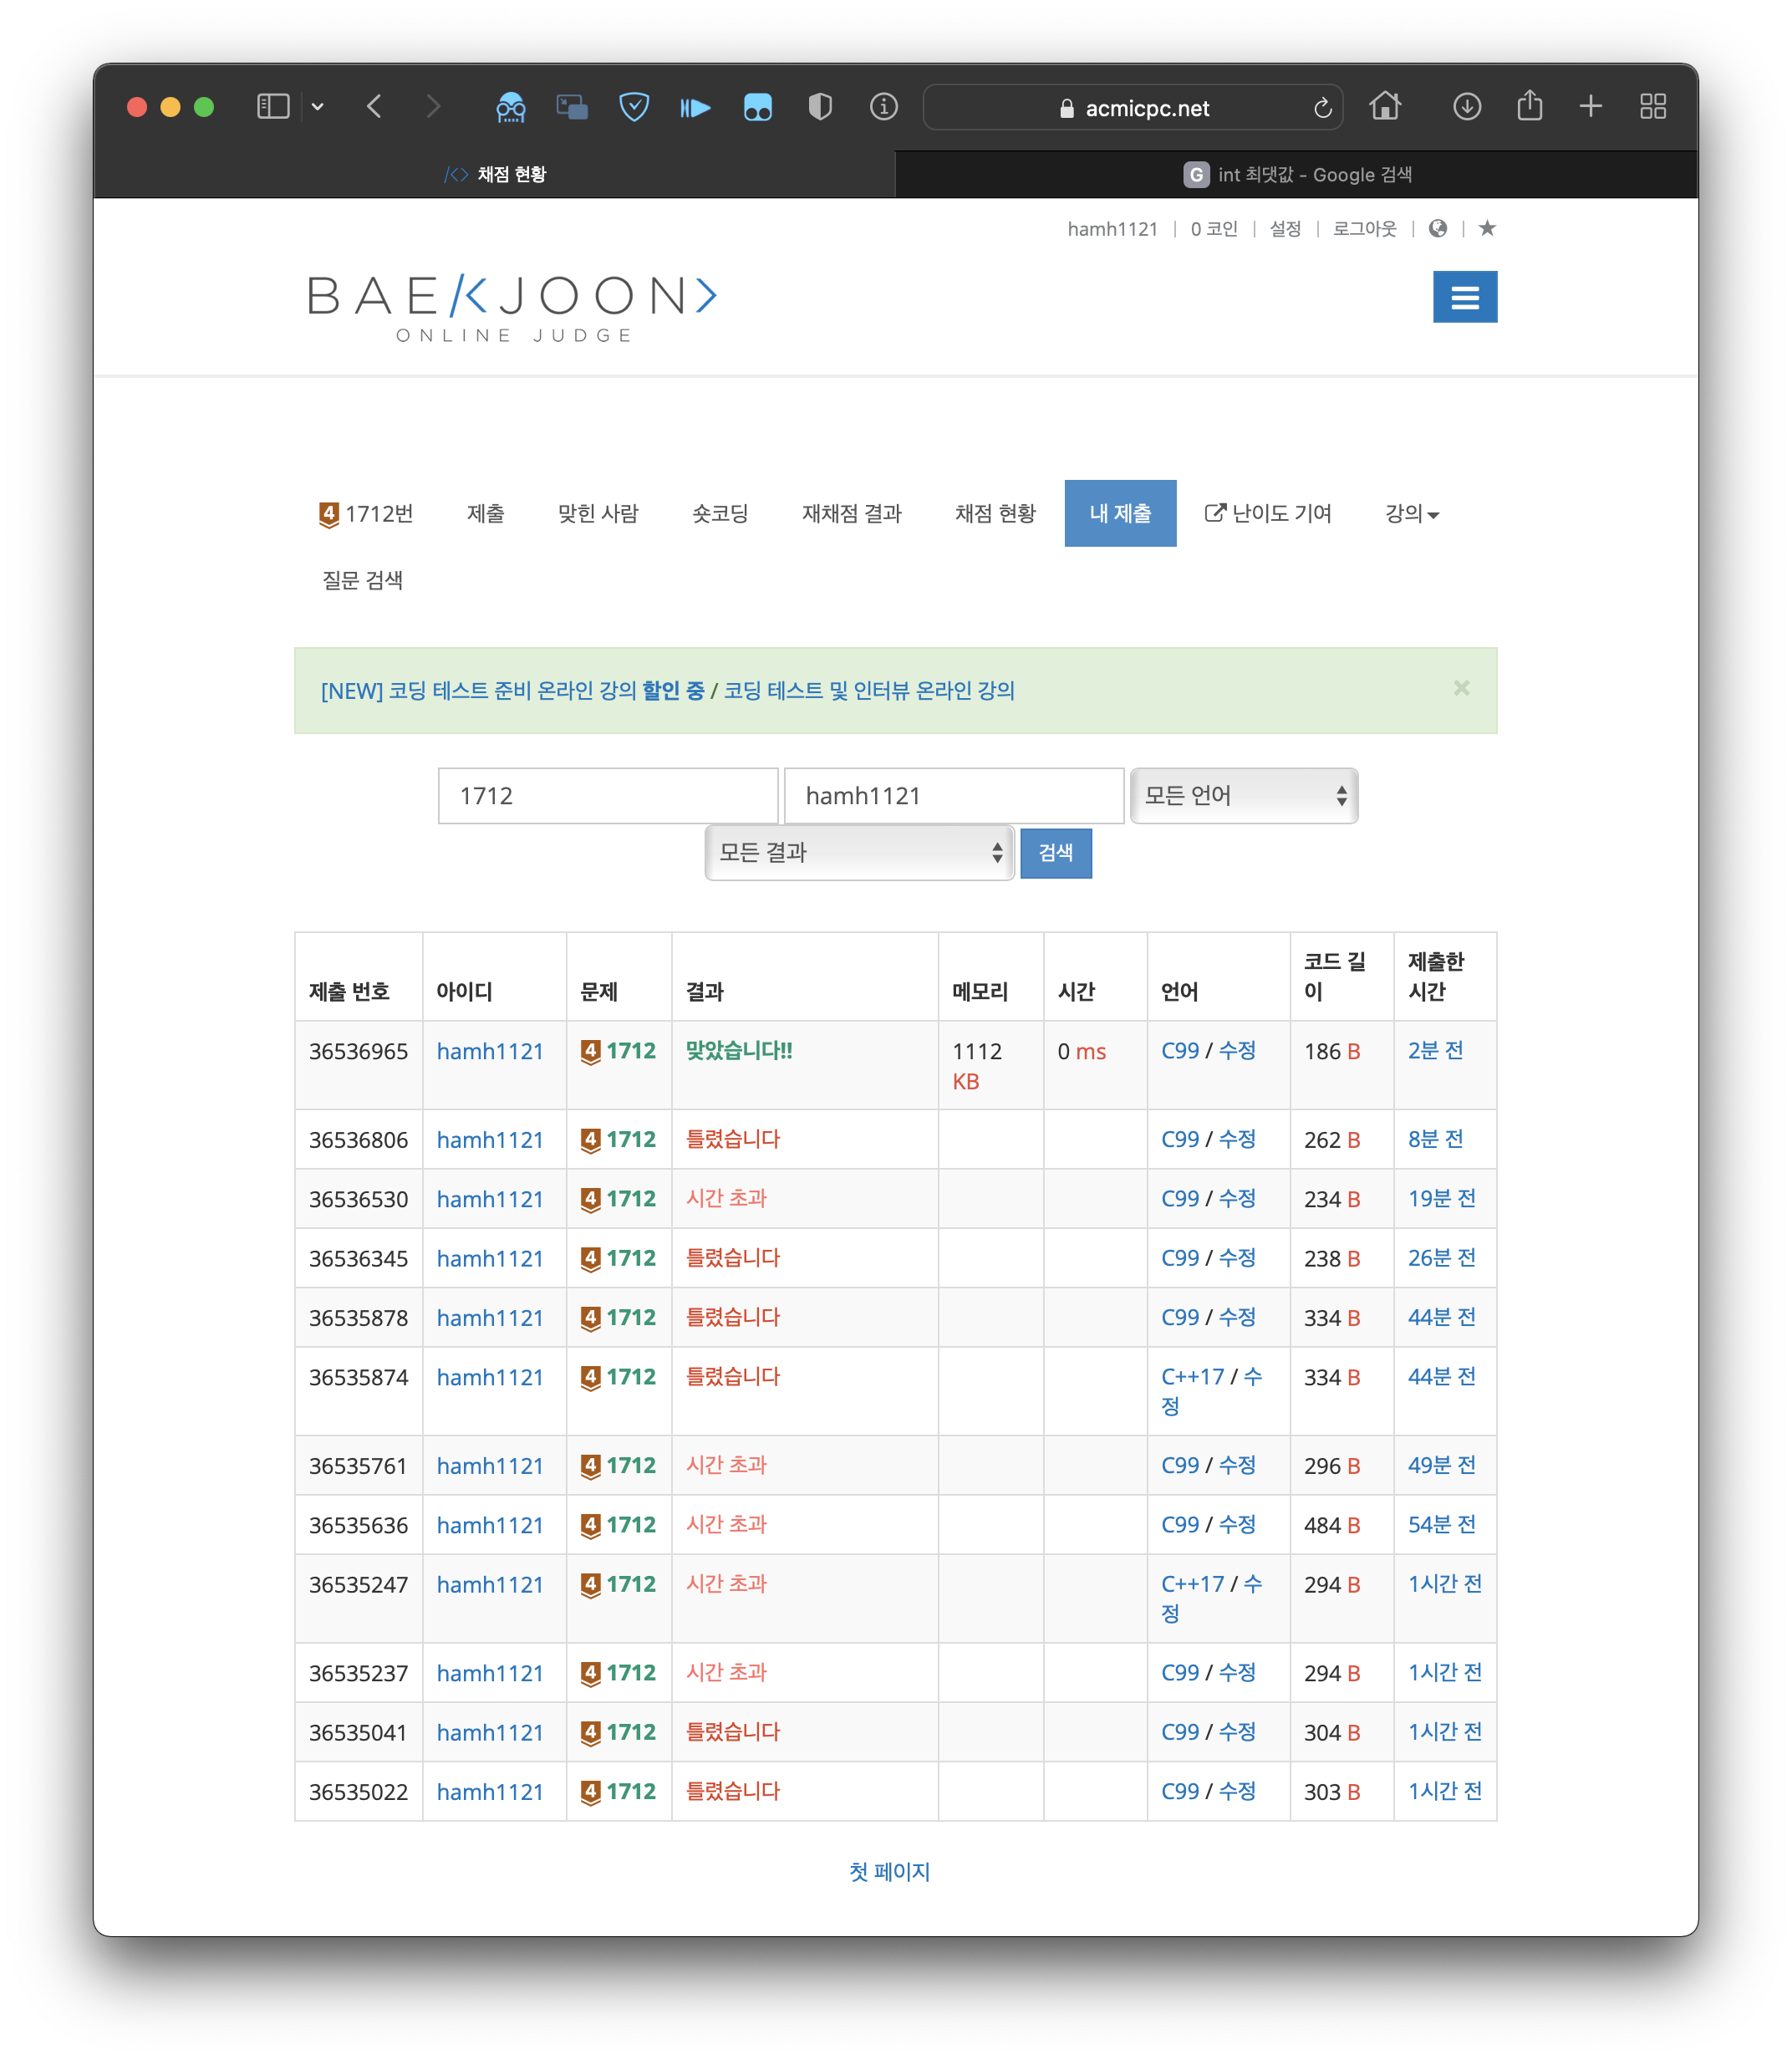 acmicpc.net
채점 현황
G int 최댓값 - Google 검색
hamh1121 | 0 코인 | 설정 | 로그아웃 | | ★
BAE/<JOON>
ONLINE JUDGE
4 1712번 제출 맞힌 사람 숏코딩 재채점 결과 채점 현황 내 제출 난이도 기여 강의
질문 검색
[NEW] 코딩 테스트 준비 온라인 강의 할인 중 / 코딩 테스트 및 인터뷰 온라인 강의 ×
1712 hamh1121 모든 언어
모든 결과 검색
제출 번호 아이디 문제 결과 메모리 시간 언어 코드 길이 제출한 시간
36536965 hamh1121 4 1712 맞았습니다!! 1112 KB 0 ms C99 / 수정 186 B 2분 전
36536806 hamh1121 4 1712 틀렸습니다 C99 / 수정 262 B 8분 전
36536530 hamh1121 4 1712 시간 초과 C99 / 수정 234 B 19분 전
36536345 hamh1121 4 1712 틀렸습니다 C99 / 수정 238 B 26분 전
36535878 hamh1121 4 1712 틀렸습니다 C99 / 수정 334 B 44분 전
36535874 hamh1121 4 1712 틀렸습니다 C++17 / 수정 334 B 44분 전
36535761 hamh1121 4 1712 시간 초과 C99 / 수정 296 B 49분 전
36535636 hamh1121 4 1712 시간 초과 C99 / 수정 484 B 54분 전
36535247 hamh1121 4 1712 시간 초과 C++17 / 수정 294 B 1시간 전
36535237 hamh1121 4 1712 시간 초과 C99 / 수정 294 B 1시간 전
36535041 hamh1121 4 1712 틀렸습니다 C99 / 수정 304 B 1시간 전
36535022 hamh1121 4 1712 틀렸습니다 C99 / 수정 303 B 1시간 전
첫 페이지